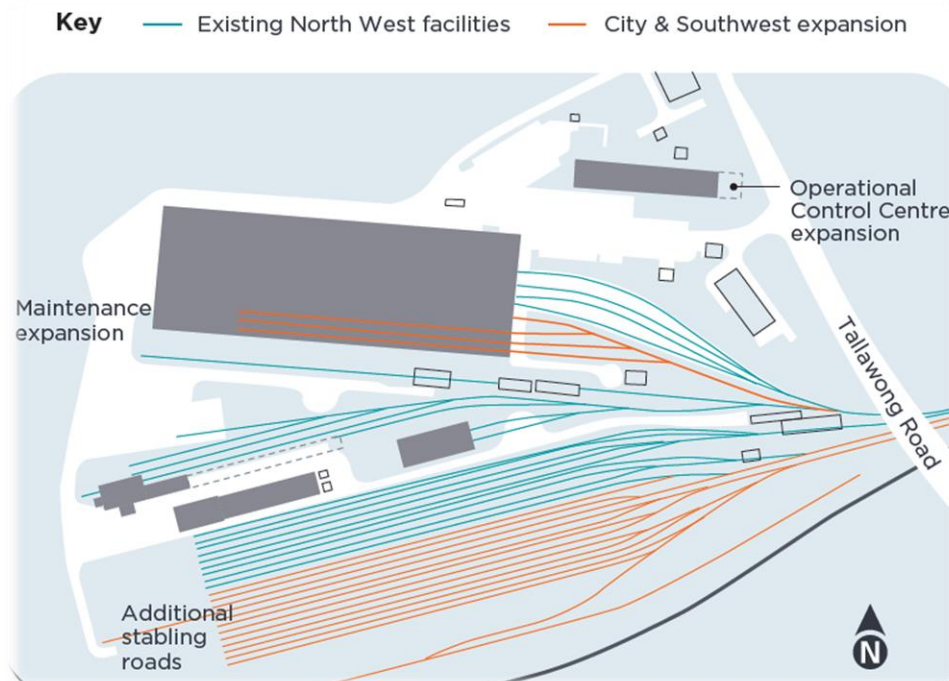 Key
Existing North West facilities
City & Southwest expansion
Operational
Control Centre
expansion
Maintenance
expansion
Tallawong Road
Additional
stabling
roads
N